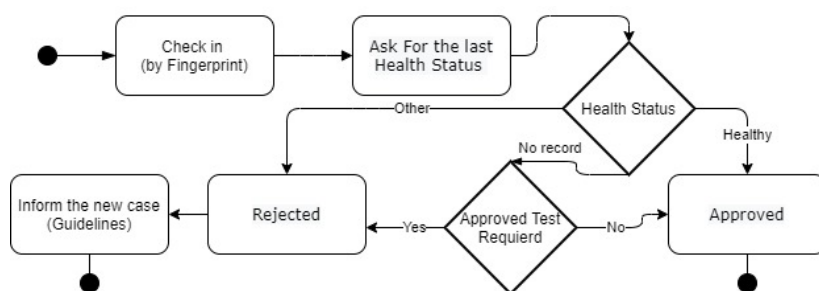 Check in
(by Fingerprint)
Ask For the last
Health Status
Health Status
Other
Healthy
No record
Inform the new case
(Guidelines)
Rejected
Yes
Approved Test
Requierd
No
Approved